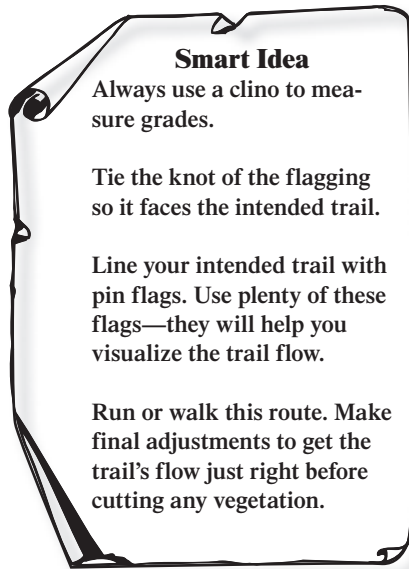 Smart Idea
Always use a clino to mea-
sure grades.
Tie the knot of the flagging
so it faces the intended trail.
Line your intended trail with
pin flags. Use plenty of these
flags—they will help you
visualize the trail flow.
Run or walk this route. Make
final adjustments to get the
trail's flow just right before
cutting any vegetation.